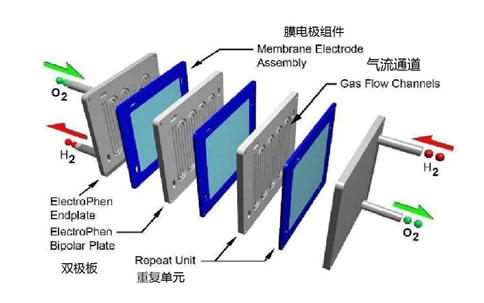 膜电极组件
Membrane Electrode
Assembly
气流通道
Gas Flow Channels
O2
H2
H2
O2
ElectroPhen
Endplate
ElectroPhen
Bipolar Plate
双极板
Repeat Unit
重复单元